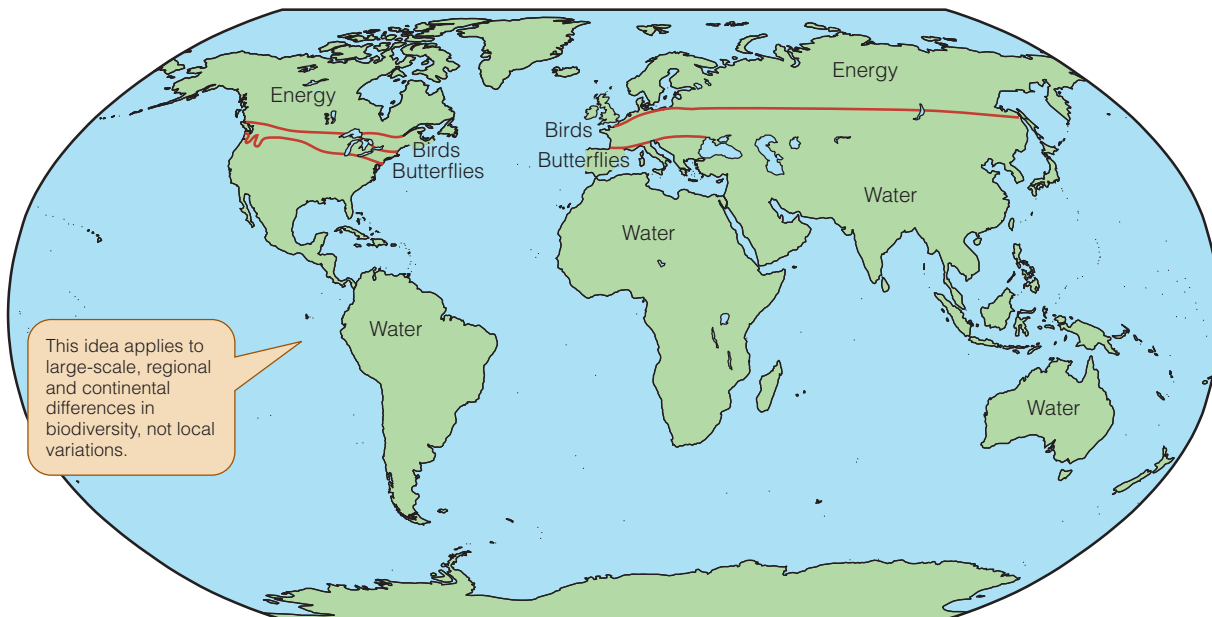 Energy
Energy
Birds
Butterflies
Birds
Butterflies
Water
Water
Water
Water
This idea applies to
large-scale, regional
and continental
differences in
biodiversity, not local
variations.